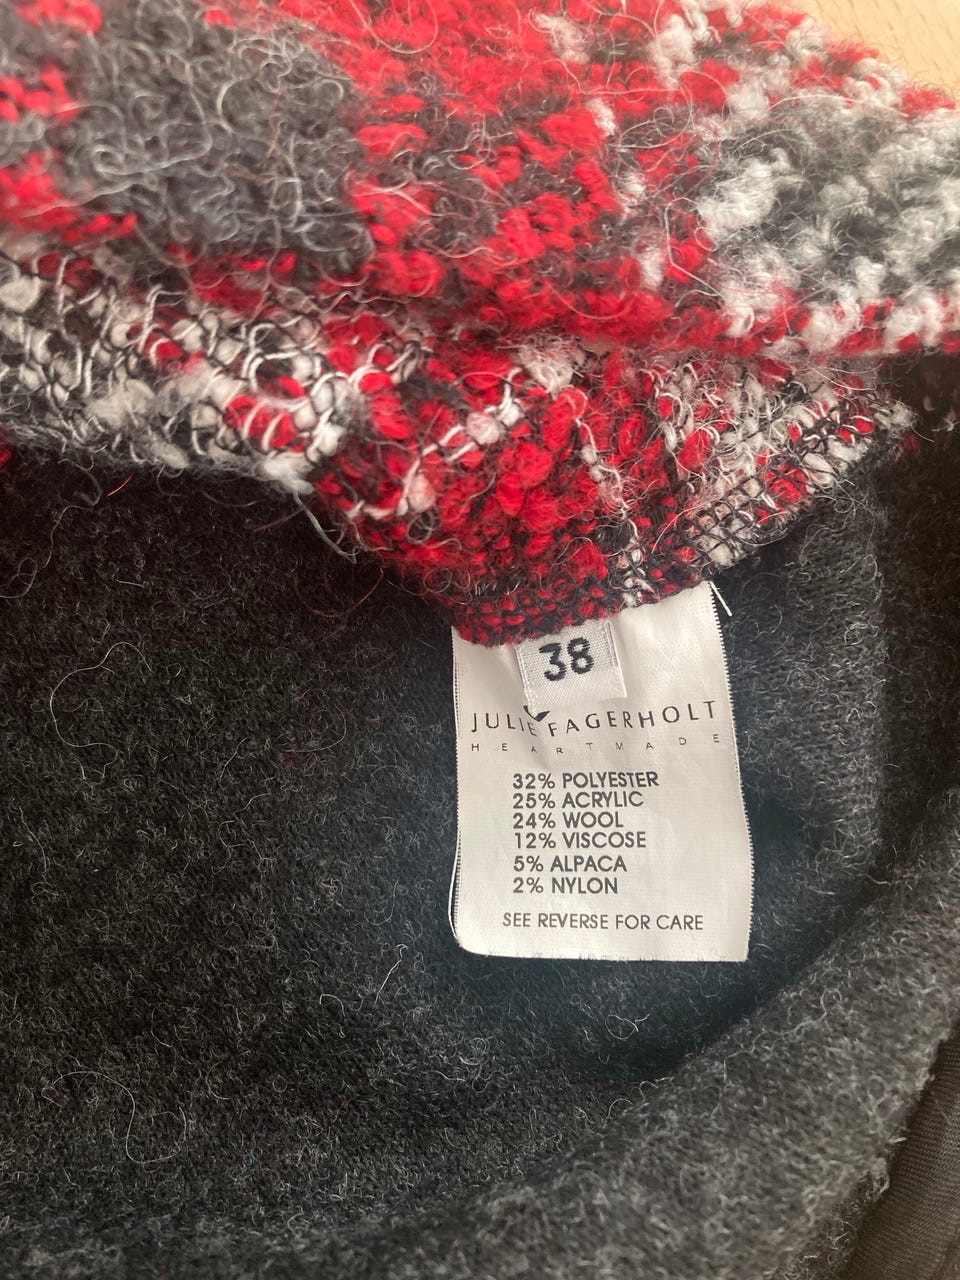 38
JULIE FAGERHOLT
HEARTMADE
32% POLYESTER
25% ACRYLIC
24% WOOL
12% VISCOSE
5% ALPACA
2% NYLON
SEE REVERSE FOR CARE